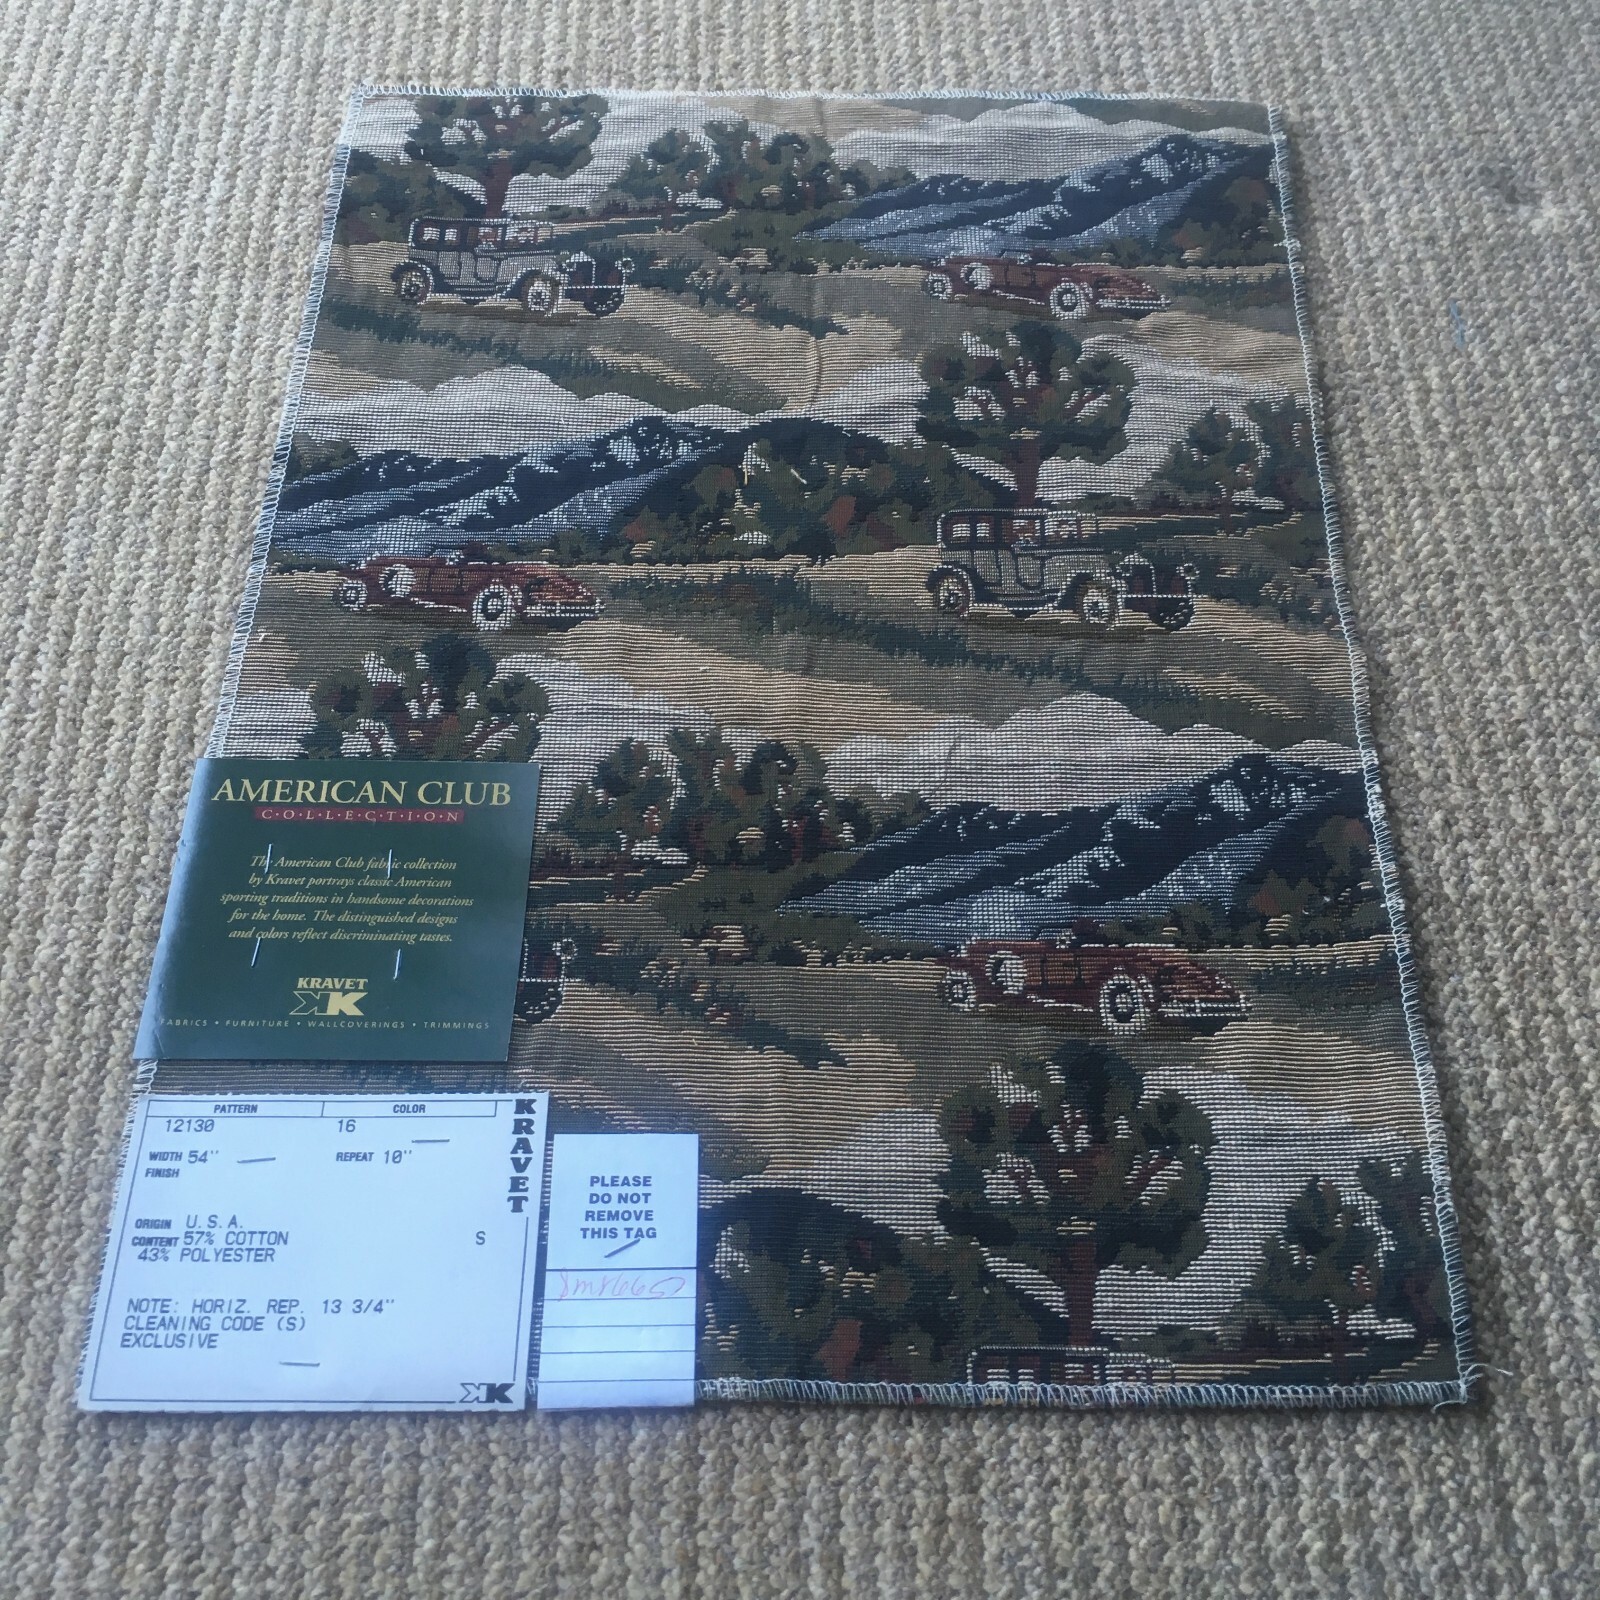 AMERICAN CLUB
C·O·L·L·E·C·T·I·O·N
The American Club fabric collection
by Kravet portrays classic American
sporting traditions in handsome decorations
for the home. The distinguished designs
and colors reflect discriminating tastes.
KRAVET
KK
FABRICS • FURNITURE • WALLCOVERINGS • TRIMMINGS
PATTERN COLOR
12130 16
WIDTH 54" REPEAT 10"
FINISH
ORIGIN U.S.A.
CONTENT 57% COTTON S
43% POLYESTER
NOTE: HORIZ. REP. 13 3/4"
CLEANING CODE (S)
EXCLUSIVE
KRAVET
KK
PLEASE
DO NOT
REMOVE
THIS TAG